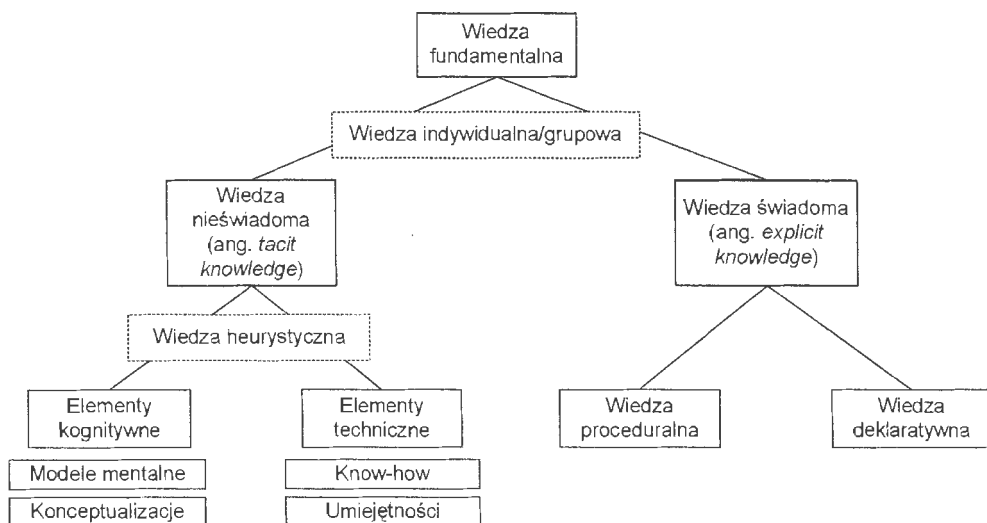 Wiedza
fundamentalna
Wiedza indywidualna/grupowa
Wiedza
nieświadoma
(ang. tacit
knowledge)
Wiedza świadoma
(ang. explicit
knowledge)
Wiedza heurystyczna
Elementy
kognitywne
Elementy
techniczne
Wiedza
proceduralna
Wiedza
deklaratywna
Modele mentalne
Know-how
Konceptualizacje
Umiejętności